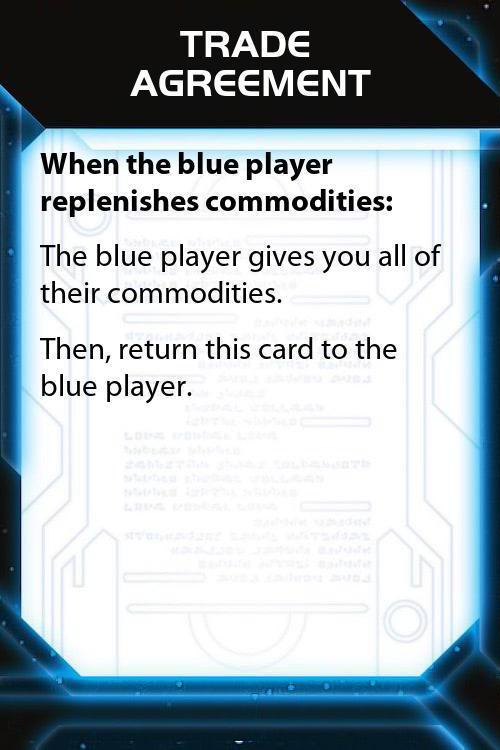 TRADE
AGREEMENT
When the blue player
replenishes commodities:
The blue player gives you all of
their commodities.
Then, return this card to the
blue player.